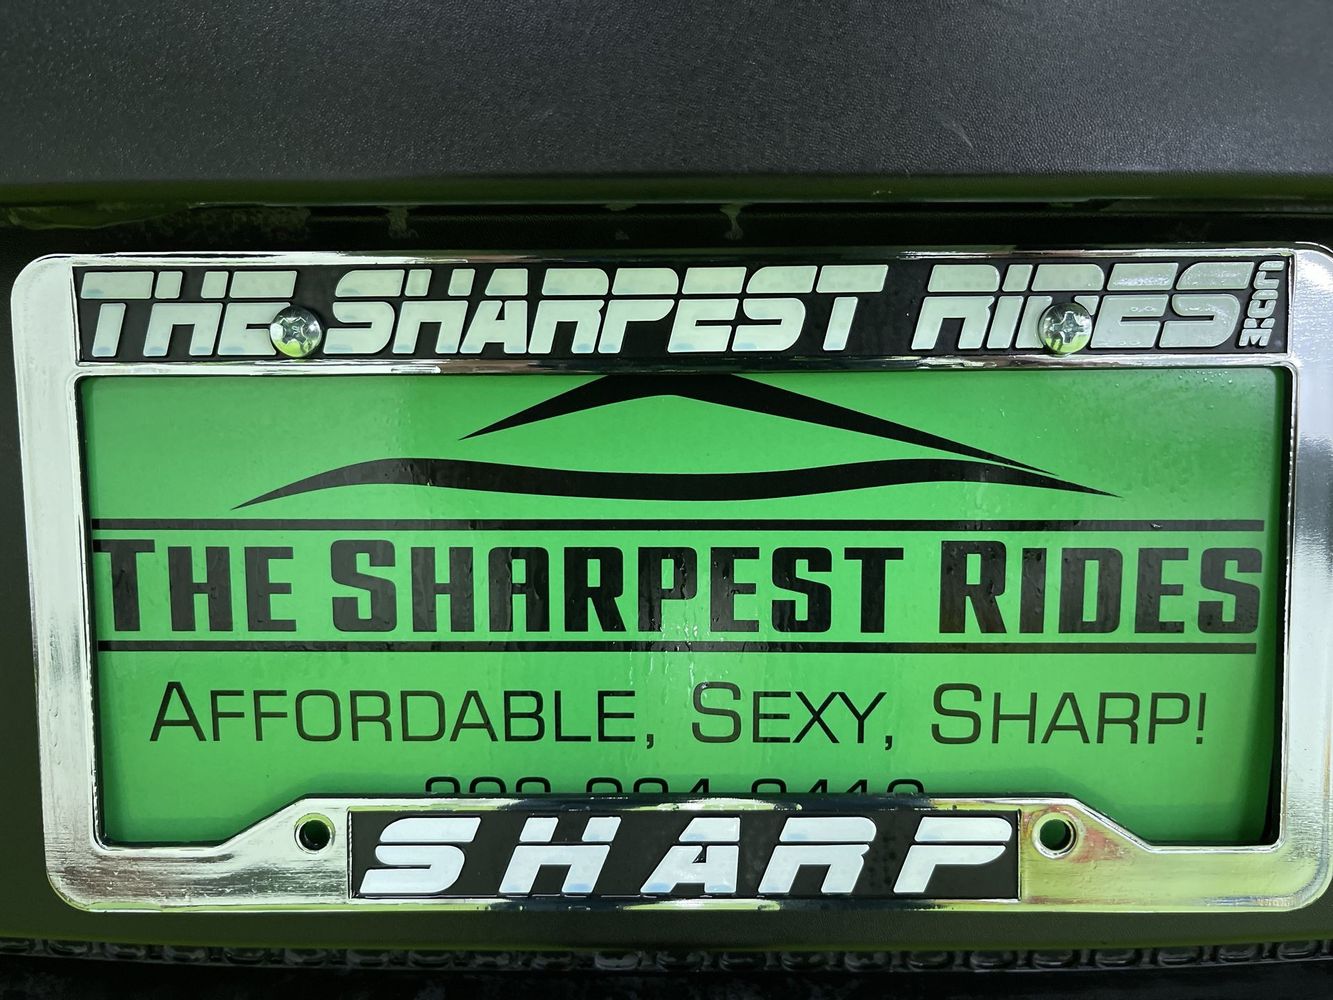 THE SHARPEST RIDES.com
THE SHARPEST RIDES
AFFORDABLE, SEXY, SHARP!
SHARP